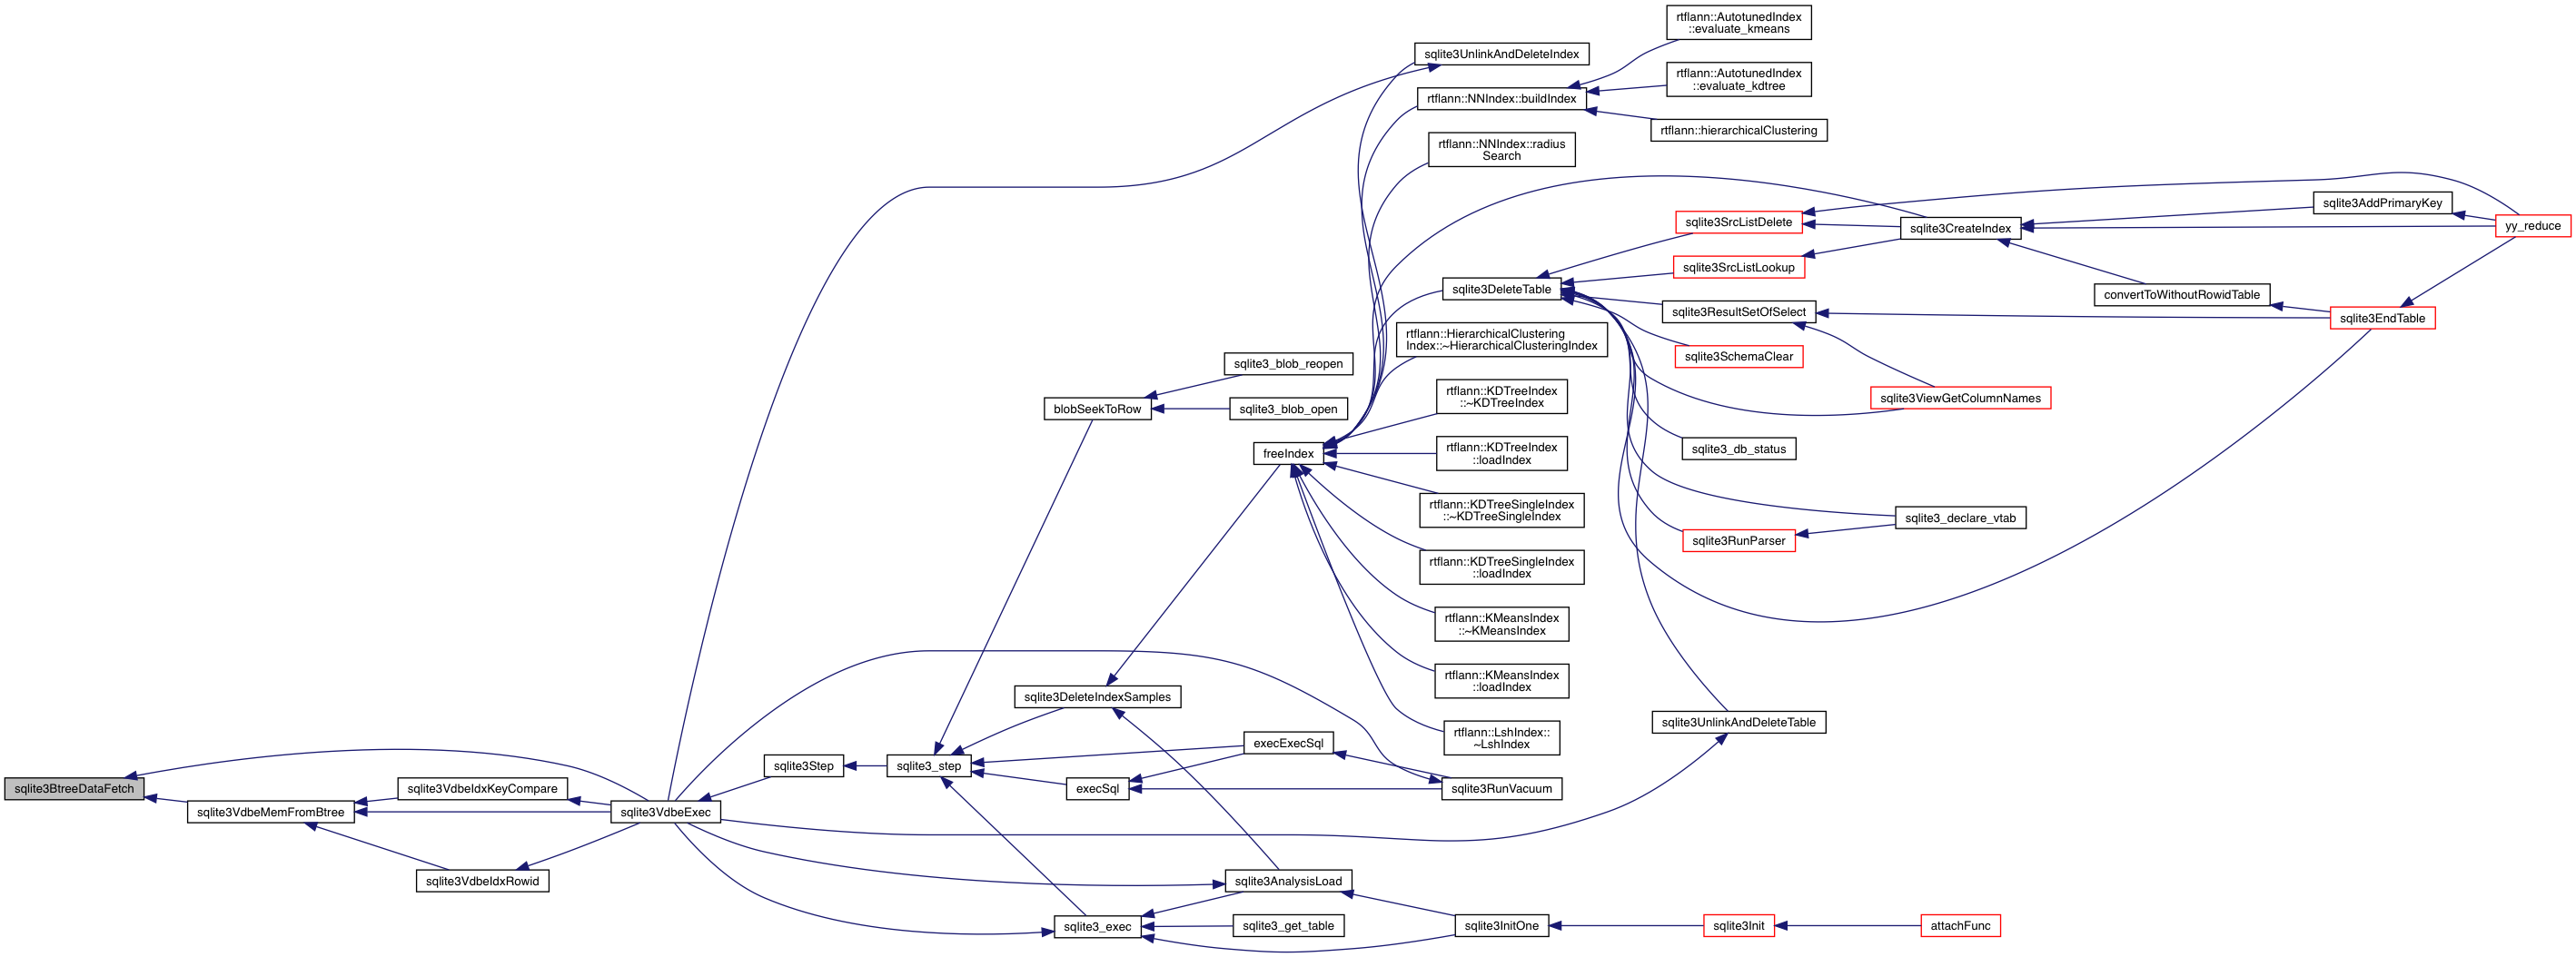 rtflann::AutotunedIndex
::evaluate_kmeans
sqlite3UnlinkAndDeleteIndex
rtflann::AutotunedIndex
::evaluate_kdtree
rtflann::NNIndex::buildIndex
rtflann::hierarchicalClustering
rtflann::NNIndex::radius
Search
sqlite3AddPrimaryKey
sqlite3SrcListDelete
sqlite3CreateIndex
yy_reduce
sqlite3SrcListLookup
sqlite3DeleteTable
convertToWithoutRowidTable
sqlite3ResultSetOfSelect
sqlite3EndTable
rtflann::HierarchicalClustering
Index::~HierarchicalClusteringIndex
sqlite3SchemaClear
sqlite3_blob_reopen
rtflann::KDTreeIndex
::~KDTreeIndex
sqlite3ViewGetColumnNames
blobSeekToRow
sqlite3_blob_open
sqlite3_db_status
freeIndex
rtflann::KDTreeIndex
::loadIndex
rtflann::KDTreeSingleIndex
::~KDTreeSingleIndex
sqlite3_declare_vtab
sqlite3RunParser
rtflann::KDTreeSingleIndex
::loadIndex
rtflann::KMeansIndex
::~KMeansIndex
rtflann::KMeansIndex
::loadIndex
sqlite3DeleteIndexSamples
sqlite3UnlinkAndDeleteTable
rtflann::LshIndex::
~LshIndex
execExecSql
sqlite3Step
sqlite3_step
sqlite3BtreeDataFetch
sqlite3VdbeIdxKeyCompare
execSql
sqlite3RunVacuum
sqlite3VdbeMemFromBtree
sqlite3VdbeExec
sqlite3VdbeIdxRowid
sqlite3AnalysisLoad
sqlite3_exec
sqlite3_get_table
sqlite3InitOne
sqlite3Init
attachFunc